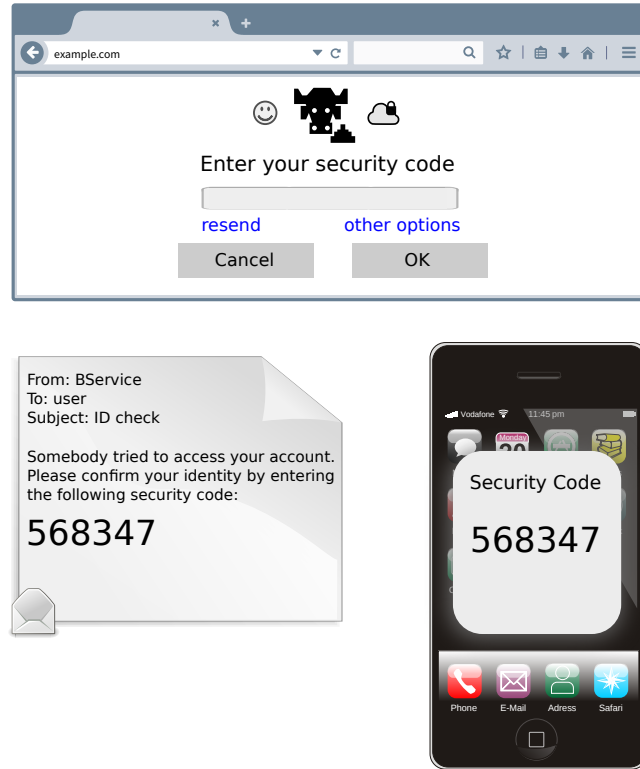 example.com
Enter your security code
resend other options
Cancel OK
From: BService
To: user
Subject: ID check
Somebody tried to access your account.
Please confirm your identity by entering
the following security code:
568347
Vodafone 11:45 pm
Monday
Security Code
568347
Phone E-Mail Adress Safari